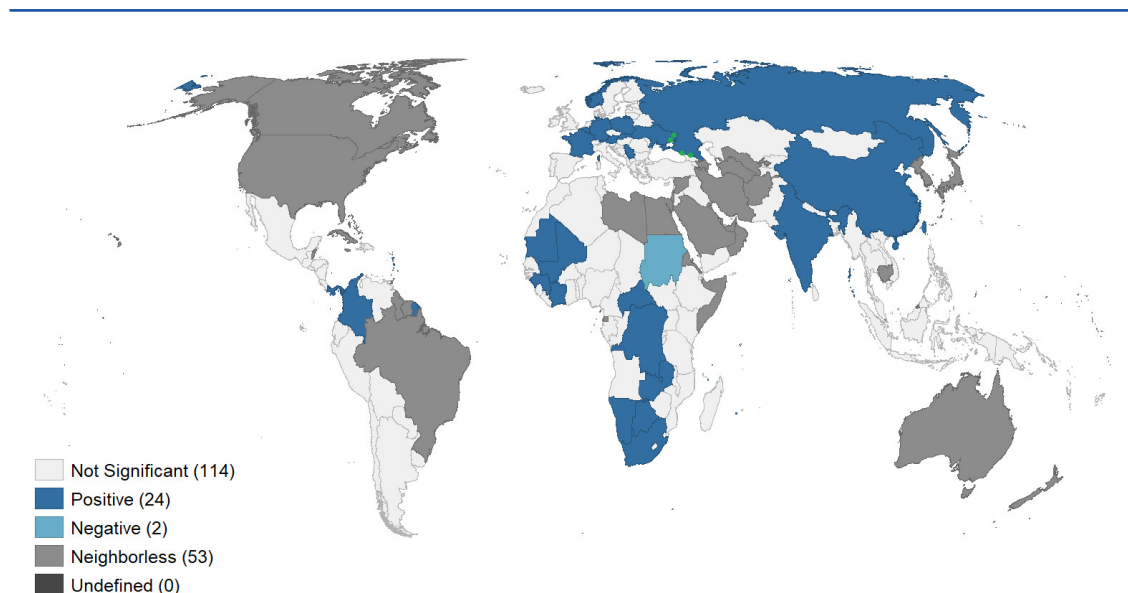 Not Significant (114)
Positive (24)
Negative (2)
Neighborless (53)
Undefined (0)